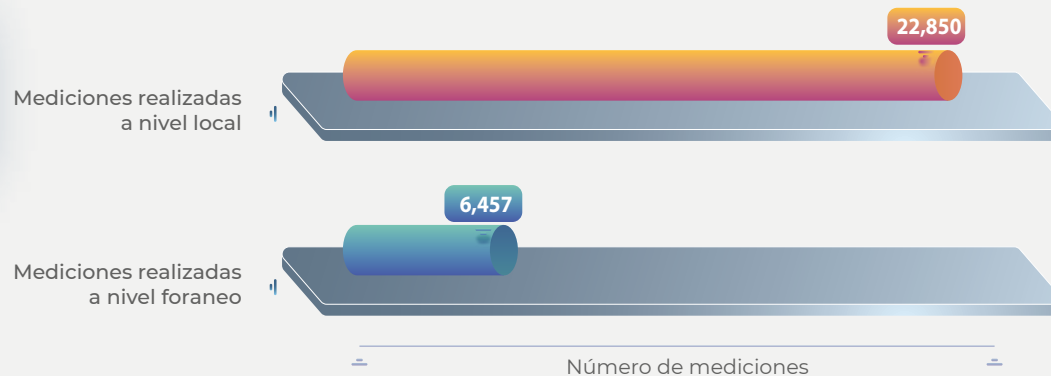 22,850
Mediciones realizadas
a nivel local
6,457
Mediciones realizadas
a nivel foraneo
Número de mediciones